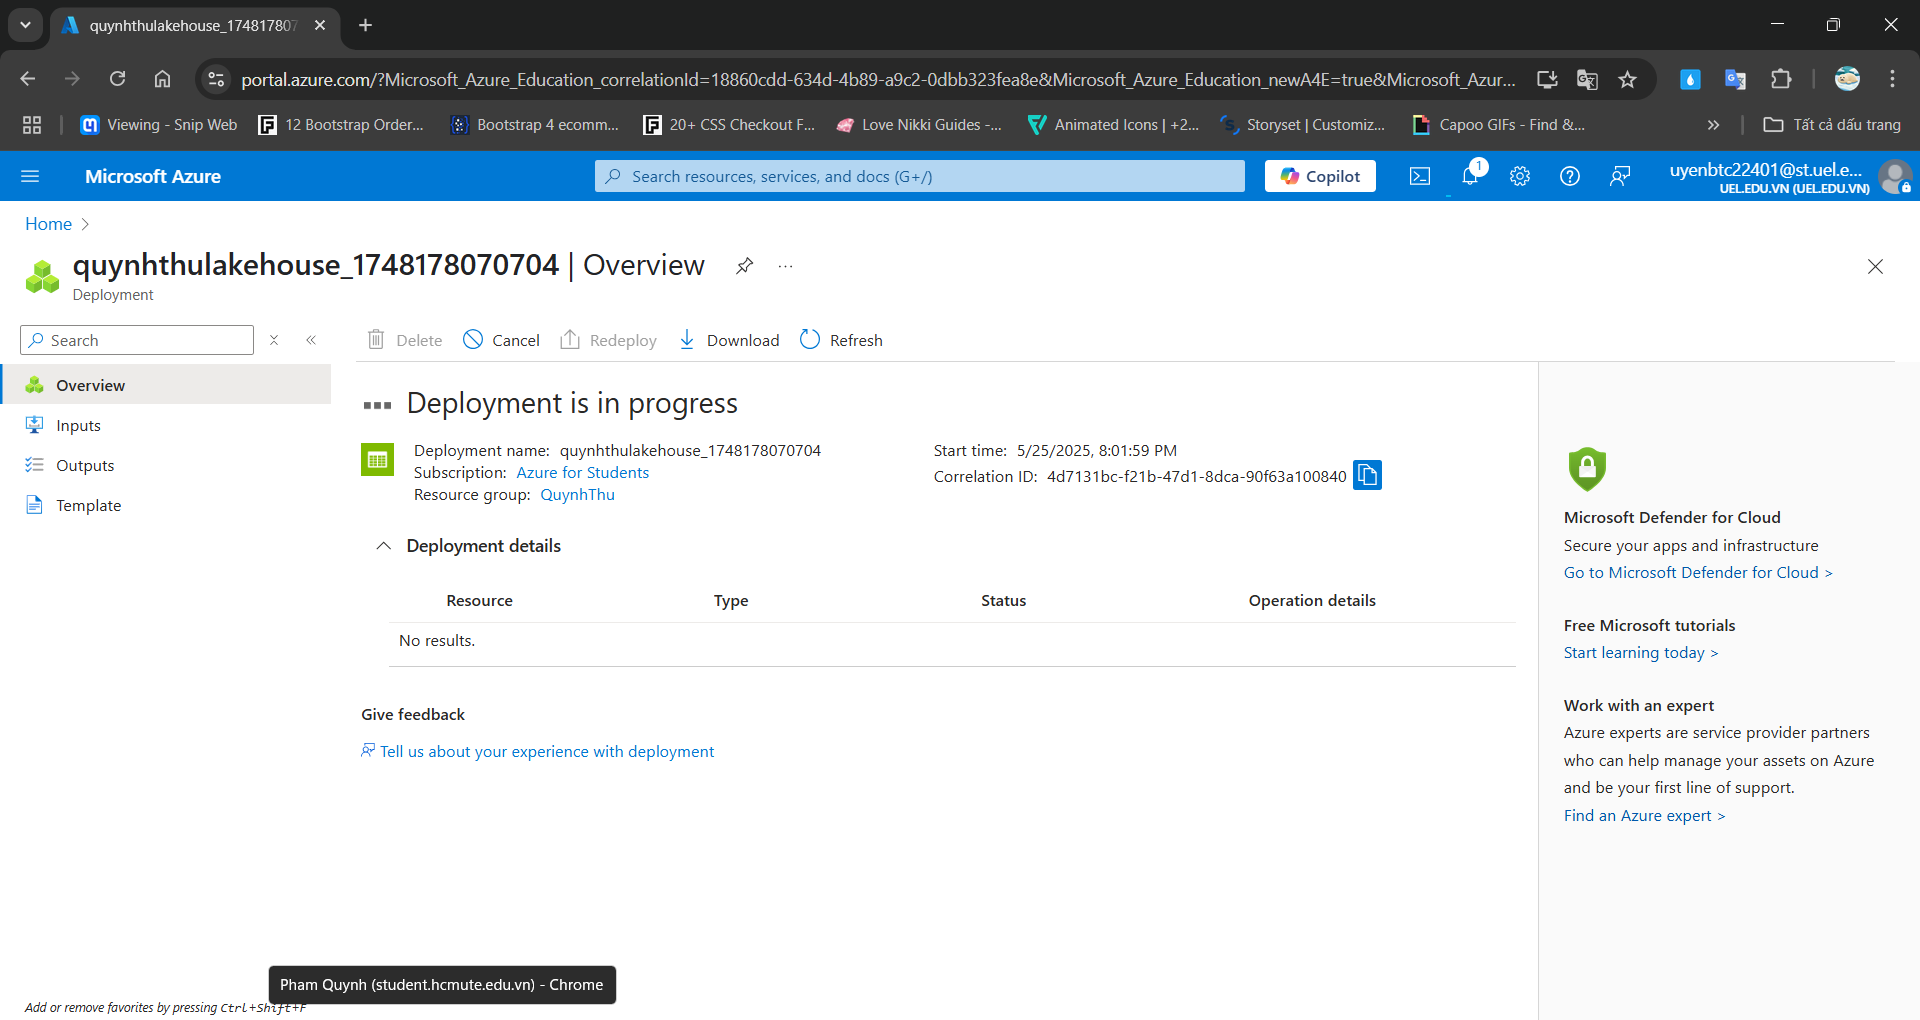 quynhthulakehouse_174817807
portal.azure.com/?Microsoft_Azure_Education_correlationId=18860cdd-634d-4b89-a9c2-0dbb323fea8e&Microsoft_Azure_Education_newA4E=true&Microsoft_Azur...
Viewing - Snip Web
12 Bootstrap Order...
Bootstrap 4 ecomm...
20+ CSS Checkout F...
Love Nikki Guides -...
Animated Icons | +2...
Storyset | Customiz...
Capoo GIFs - Find &...
Tất cả dấu trang
Microsoft Azure
Search resources, services, and docs (G+/)
Copilot
1
uyenbtc22401@st.uel.e...
UEL.EDU.VN (UEL.EDU.VN)
Home
quynhthulakehouse_1748178070704 | Overview
Deployment
Search
Delete
Cancel
Redeploy
Download
Refresh
Overview
Inputs
Outputs
Template
Deployment is in progress
Deployment name: quynhthulakehouse_1748178070704
Subscription: Azure for Students
Resource group: QuynhThu
Start time: 5/25/2025, 8:01:59 PM
Correlation ID: 4d7131bc-f21b-47d1-8dca-90f63a100840
Deployment details
Resource Type Status Operation details
No results.
Give feedback
Tell us about your experience with deployment
Microsoft Defender for Cloud
Secure your apps and infrastructure
Go to Microsoft Defender for Cloud >
Free Microsoft tutorials
Start learning today >
Work with an expert
Azure experts are service provider partners
who can help manage your assets on Azure
and be your first line of support.
Find an Azure expert >
Pham Quynh (student.hcmute.edu.vn) - Chrome
Add or remove favorites by pressing Ctrl+Shift+F